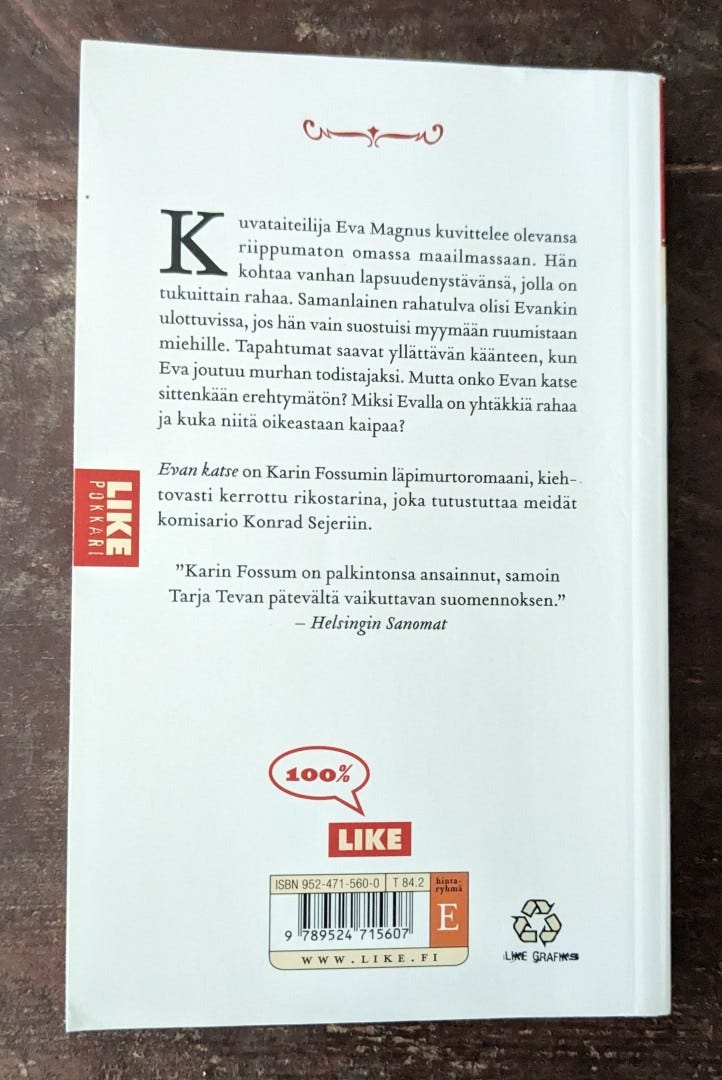 Kuvataiteilija Eva Magnus kuvittelee olevansa
riippumaton omassa maailmassaan. Hän
kohtaa vanhan lapsuudenystävänsä, jolla on
tukuittain rahaa. Samanlainen rahatulva olisi Evankin
ulottuvissa, jos hän vain suostuisi myymään ruumistaan
miehille. Tapahtumat saavat yllättävän käänteen, kun
Eva joutuu murhan todistajaksi. Mutta onko Evan katse
sittenkään erehtymätön? Miksi Evalla on yhtäkkiä rahaa
ja kuka niitä oikeastaan kaipaa?
Evan katse on Karin Fossumin läpimurtoromaani, kieh-
tovasti kerrottu rikostarina, joka tutustuttaa meidät
komisario Konrad Sejeriin.
LIKE
POKKARI
”Karin Fossum on palkintonsa ansainnut, samoin
Tarja Tevan pätevältä vaikuttavan suomennoksen.”
– Helsingin Sanomat
100%
LIKE
ISBN 952-471-560-0 T 84.2
hinta-
ryhmä
E
9 789524 715607
WWW.LIKE.FI
LIKE GRAFIIKS